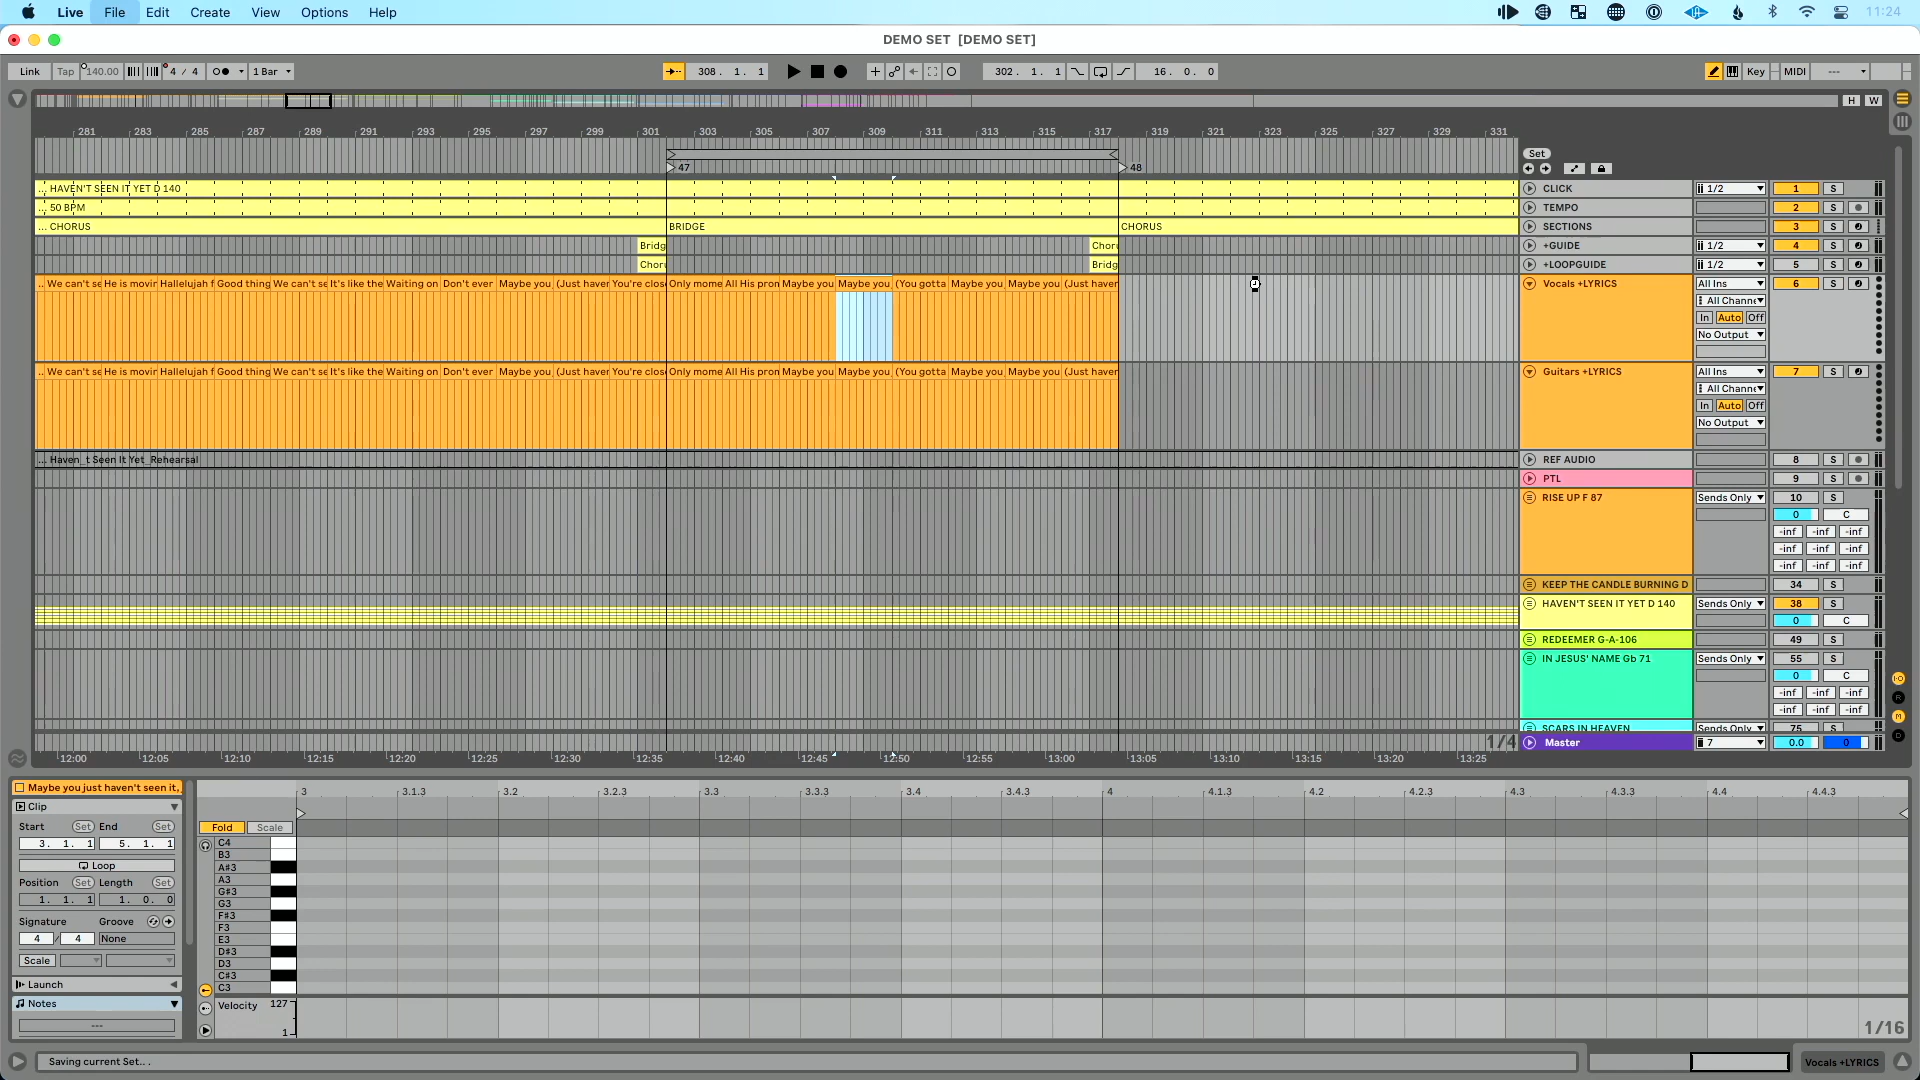 Live File Edit Create View Options Help 11:24
DEMO SET [DEMO SET]
Link Tap 140.00 4 / 4 1 Bar 308. 1. 1 302. 1. 1 16. 0. 0 Key MIDI ---
H W
281 283 285 287 289 291 293 295 297 299 301 303 305 307 309 311 313 315 317 319 321 323 325 327 329 331
Set
47 48
... HAVEN'T SEEN IT YET D 140 CLICK 1/2 1 S
... 50 BPM TEMPO 2 S
... CHORUS BRIDGE CHORUS SECTIONS 3 S
Bridg Choru +GUIDE 1/2 4 S
Choru Bridg +LOOPGUIDE 1/2 5 S
.. We can't se He is movin Hallelujah f Good thing We can't se It's like the Waiting on Don't ever Maybe you (Just haven You're close Only mome All His pron Maybe you Maybe you (You gotta Maybe you Maybe you (Just haven Vocals +LYRICS All Ins 6 S
All Channe
In Auto Off
No Output
.. We can't se He is movin Hallelujah f Good thing We can't se It's like the Waiting on Don't ever Maybe you (Just haven You're close Only mome All His pron Maybe you Maybe you (You gotta Maybe you Maybe you (Just haven Guitars +LYRICS All Ins 7 S
All Channe
In Auto Off
No Output
... Haven_t Seen It Yet_Rehearsal REF AUDIO 8 S
PTL 9 S
RISE UP F 87 Sends Only 10 S
0 C
-inf -inf -inf
-inf -inf -inf
-inf -inf -inf
KEEP THE CANDLE BURNING D 34 S
HAVEN'T SEEN IT YET D 140 Sends Only 38 S
0 C
REDEEMER G-A-106 49 S
IN JESUS' NAME Gb 71 Sends Only 55 S
0 C
-inf -inf -inf
-inf -inf -inf
SCARS IN HEAVEN Sends Only 75 S
1/4 Master 7 0.0 0
12:00 12:05 12:10 12:15 12:20 12:25 12:30 12:35 12:40 12:45 12:50 12:55 13:00 13:05 13:10 13:15 13:20 13:25
Maybe you just haven't seen it,
Clip
Start Set End Set
3. 1. 1 5. 1. 1
Loop
Position Set Length Set
1. 1. 1 1. 0. 0
Signature Groove
4 / 4 None
Scale
Launch
Notes
---
3 3.1.3 3.2 3.2.3 3.3 3.3.3 3.4 3.4.3 4 4.1.3 4.2 4.2.3 4.3 4.3.3 4.4 4.4.3
Fold Scale
C4
B3
A#3
A3
G#3
G3
F#3
F3
E3
D#3
D3
C#3
C3
Velocity 127
1
1/16
Saving current Set...
Vocals +LYRICS